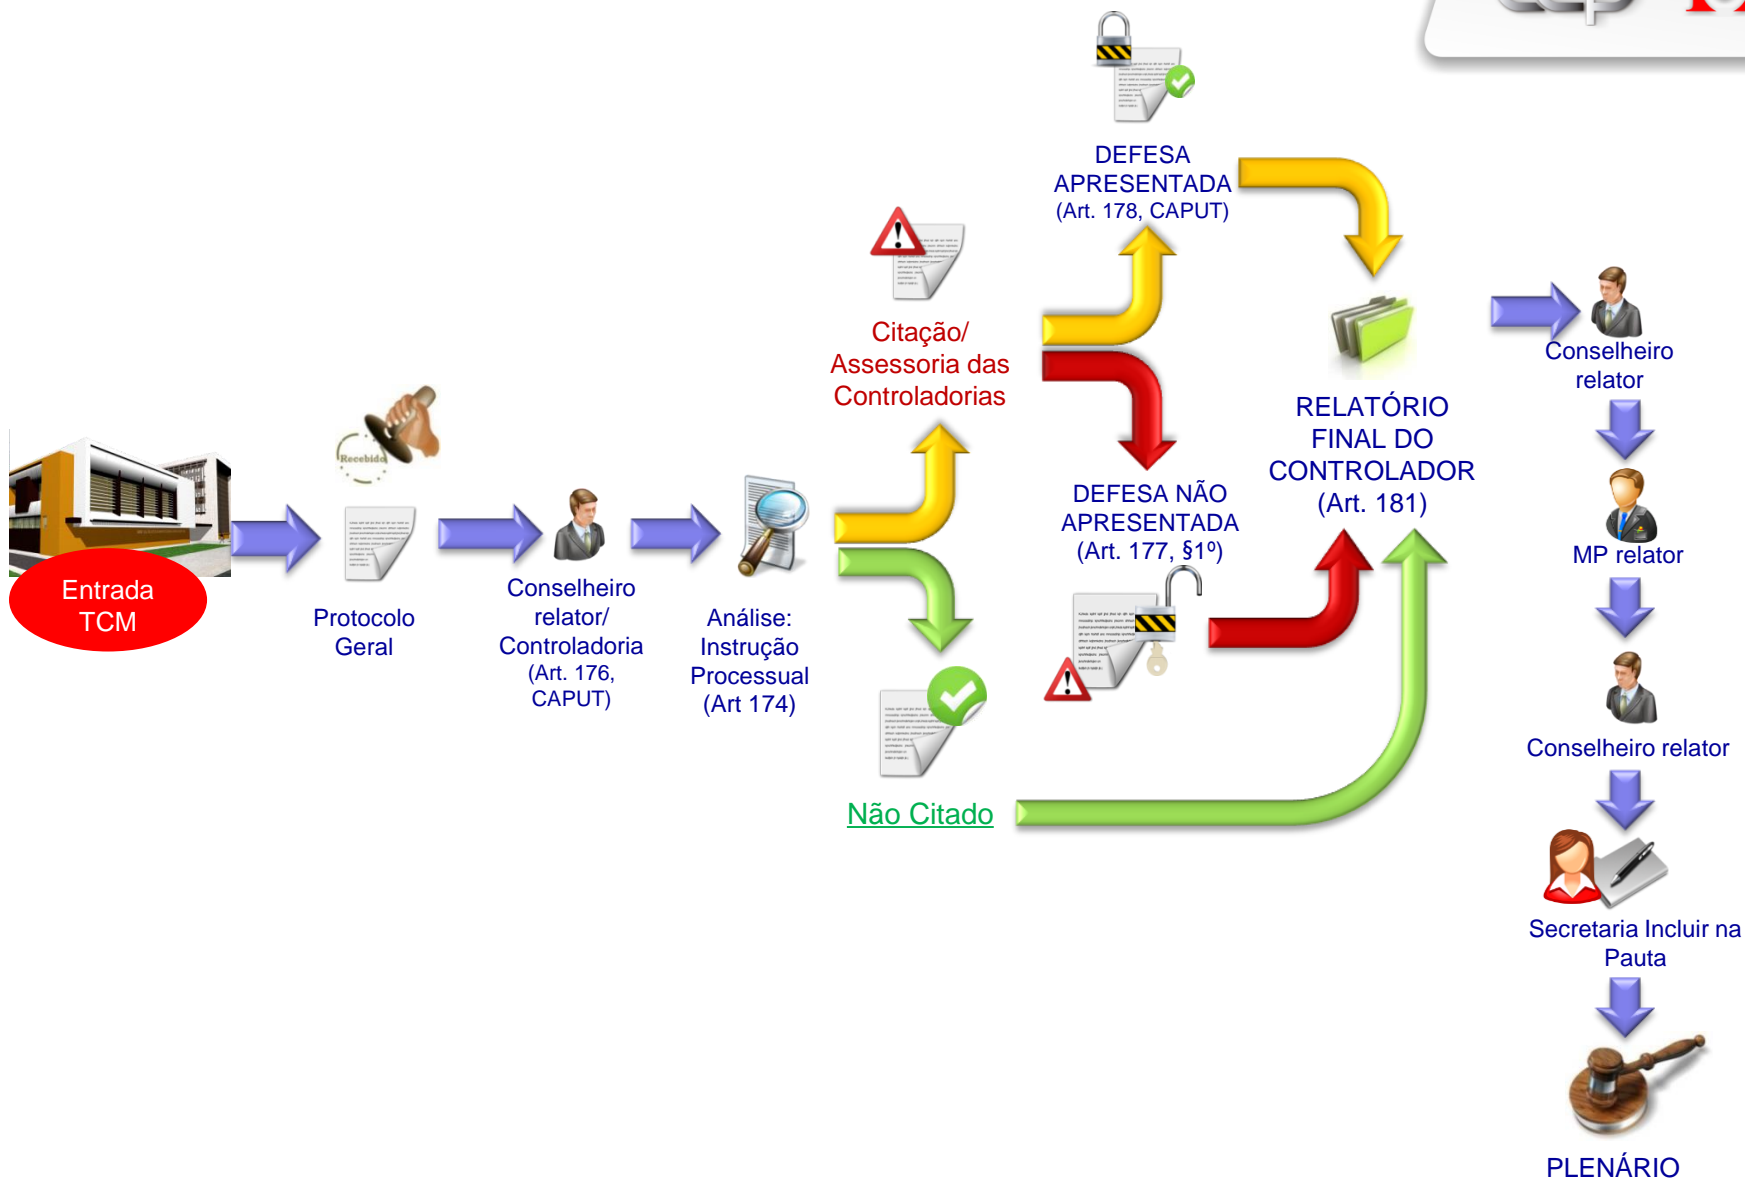 Entrada
TCM
Recebido
Protocolo
Geral
Conselheiro
relator/
Controladoria
(Art. 176,
CAPUT)
Análise:
Instrução
Processual
(Art 174)
Citação/
Assessoria das
Controladorias
Não Citado
DEFESA
APRESENTADA
(Art. 178, CAPUT)
DEFESA NÃO
APRESENTADA
(Art. 177, §1º)
RELATÓRIO
FINAL DO
CONTROLADOR
(Art. 181)
Conselheiro
relator
MP relator
Conselheiro relator
Secretaria Incluir na
Pauta
PLENÁRIO